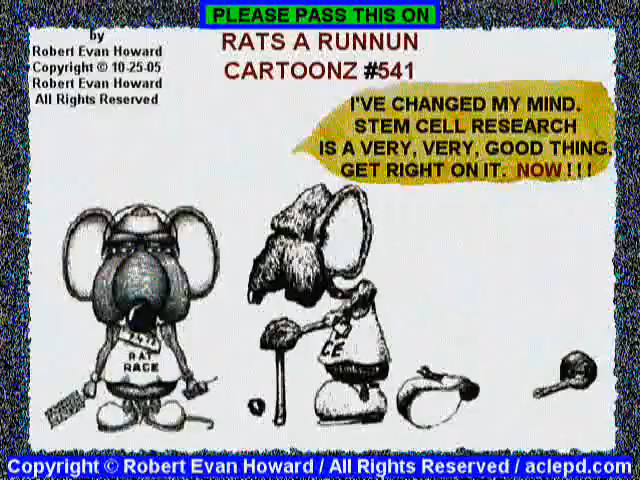 PLEASE PASS THIS ON
by
Robert Evan Howard
Copyright © 10-25-05
Robert Evan Howard
All Rights Reserved
RATS A RUNNUN
CARTOONZ #541
I'VE CHANGED MY MIND.
STEM CELL RESEARCH
IS A VERY, VERY, GOOD THING.
GET RIGHT ON IT. NOW ! ! !
RAT
RACE
CE
Copyright © Robert Evan Howard / All Rights Reserved / aclepd.com